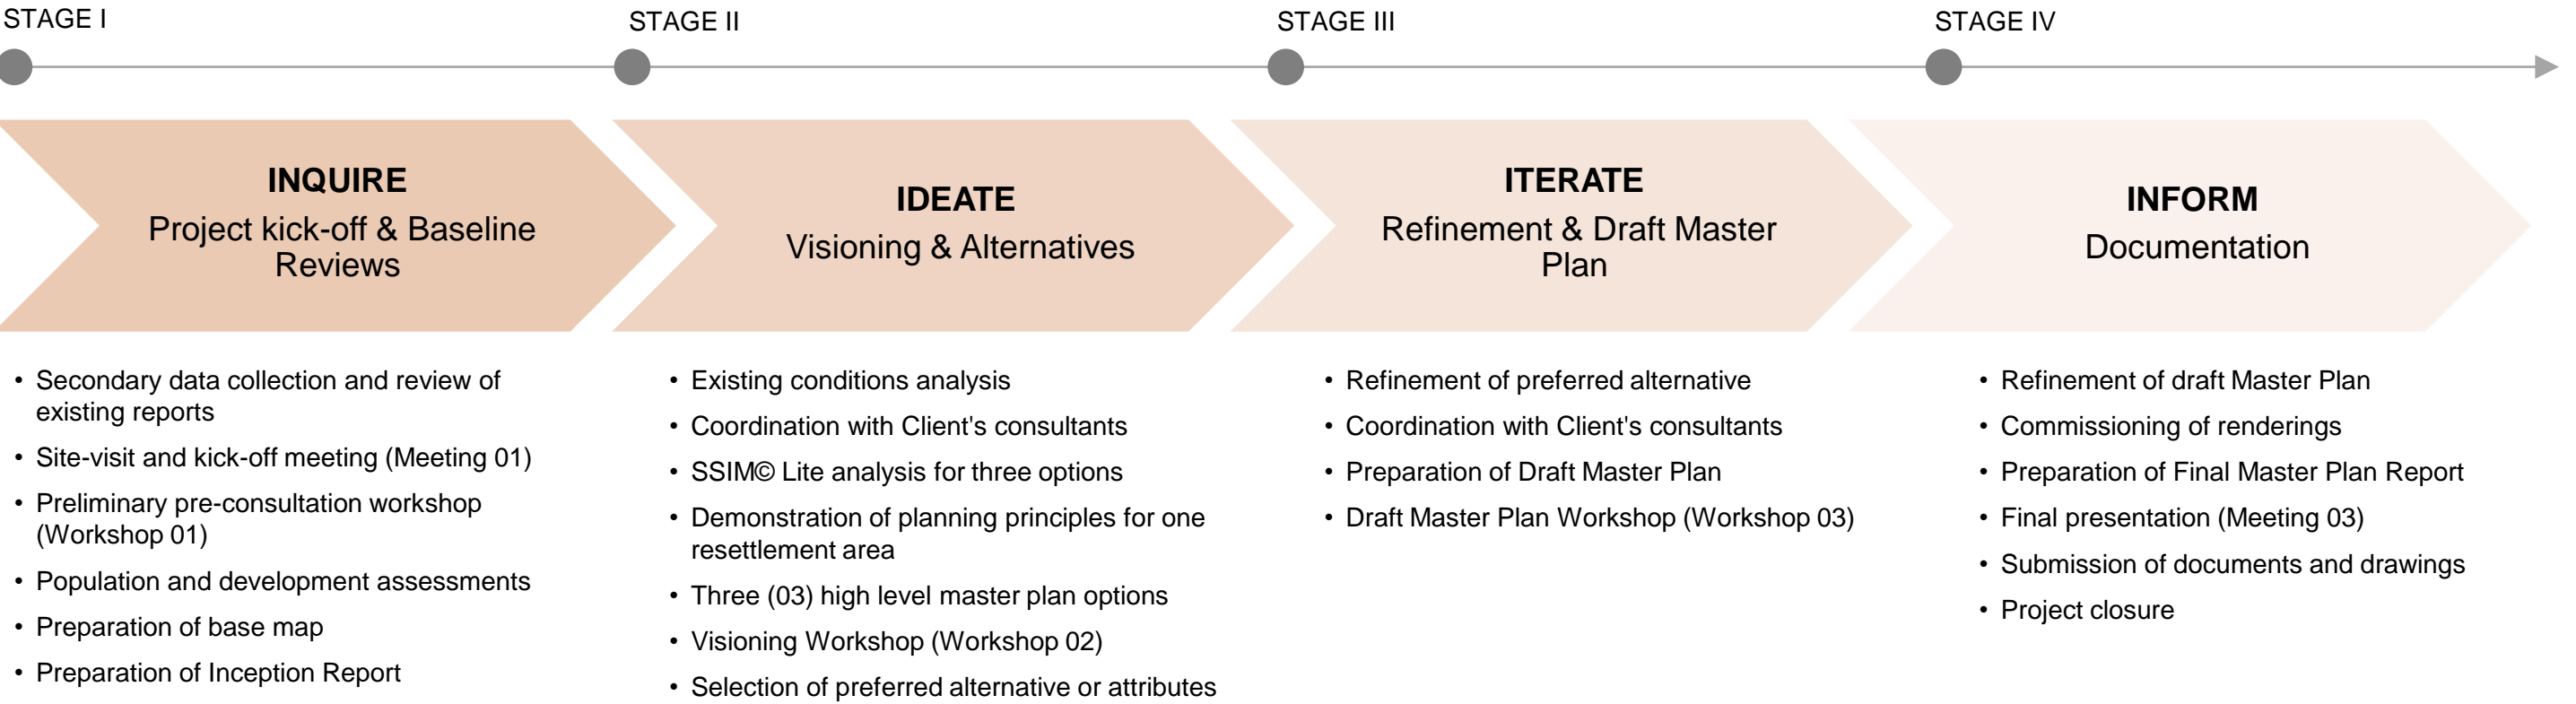 STAGE I
STAGE II
STAGE III
STAGE IV
INQUIRE
Project kick-off & Baseline
Reviews
IDEATE
Visioning & Alternatives
ITERATE
Refinement & Draft Master
Plan
INFORM
Documentation
• Secondary data collection and review of
existing reports
• Site-visit and kick-off meeting (Meeting 01)
• Preliminary pre-consultation workshop
(Workshop 01)
• Population and development assessments
• Preparation of base map
• Preparation of Inception Report
• Existing conditions analysis
• Coordination with Client's consultants
• SSIM© Lite analysis for three options
• Demonstration of planning principles for one
resettlement area
• Three (03) high level master plan options
• Visioning Workshop (Workshop 02)
• Selection of preferred alternative or attributes
• Refinement of preferred alternative
• Coordination with Client's consultants
• Preparation of Draft Master Plan
• Draft Master Plan Workshop (Workshop 03)
• Refinement of draft Master Plan
• Commissioning of renderings
• Preparation of Final Master Plan Report
• Final presentation (Meeting 03)
• Submission of documents and drawings
• Project closure